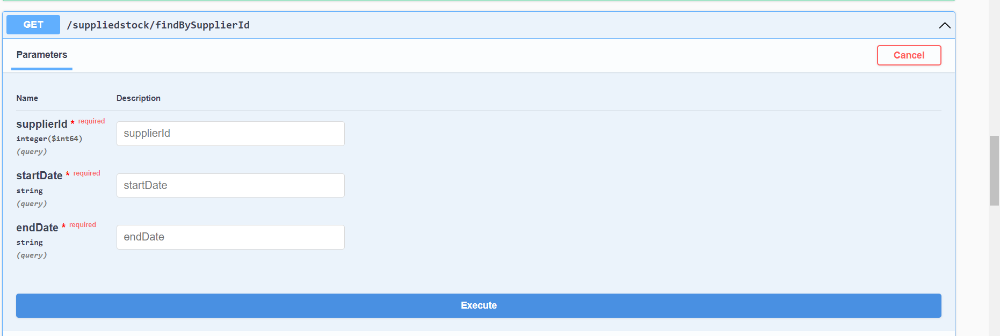 GET /suppliedstock/findBySupplierId
Parameters
Cancel
Name Description
supplierId * required
integer($int64)
(query)
supplierId
startDate * required
string
(query)
startDate
endDate * required
string
(query)
endDate
Execute